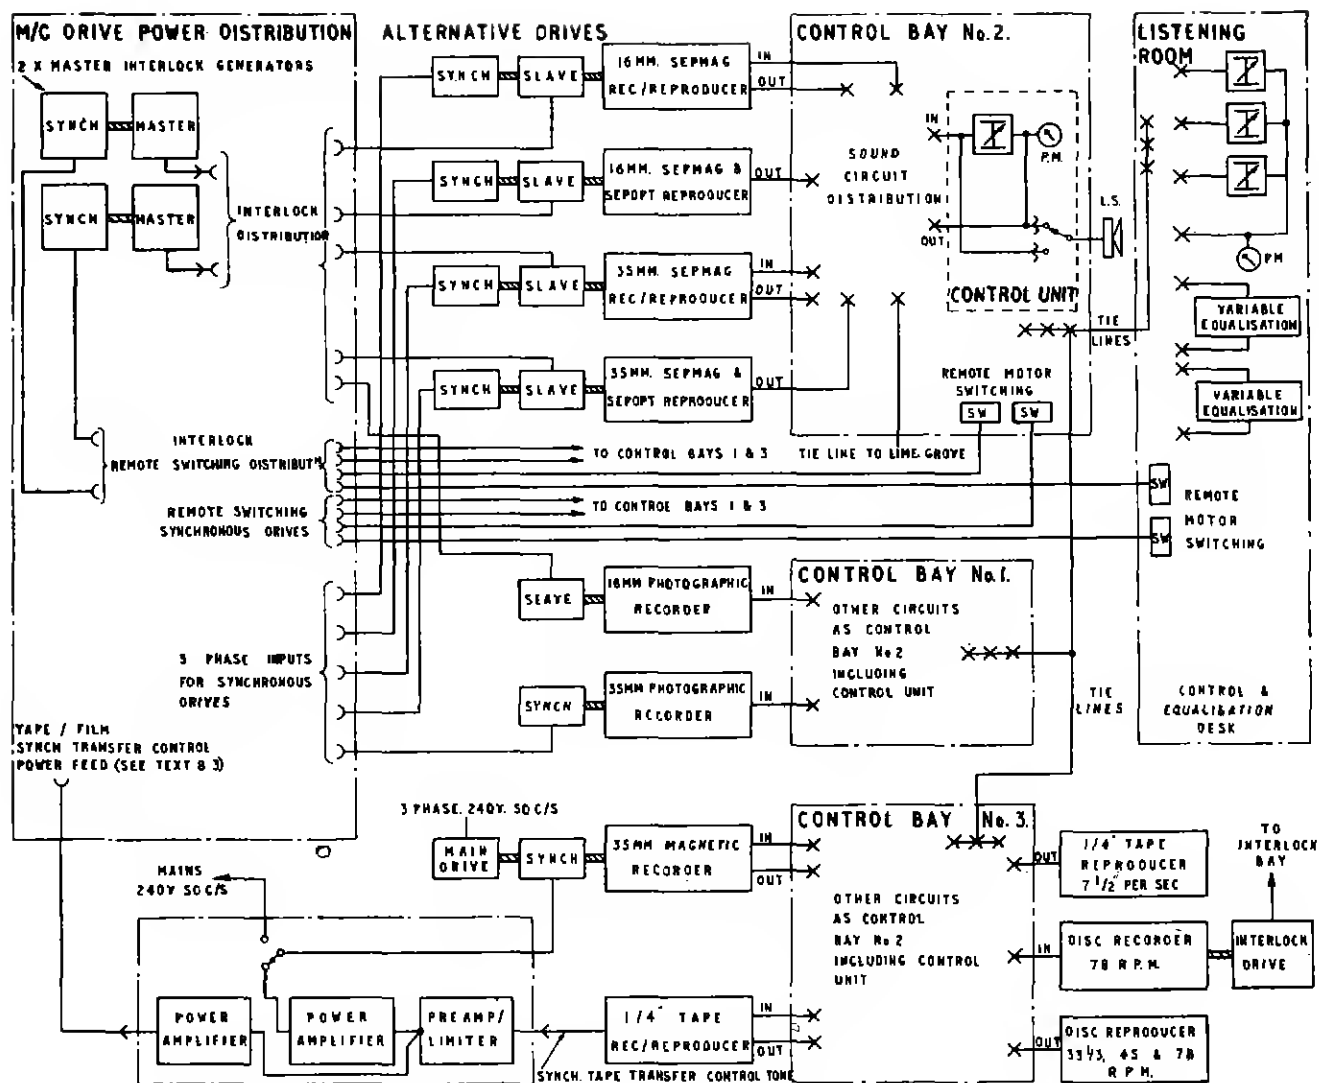 M/C DRIVE POWER DISTRIBUTION
2 X MASTER INTERLOCK GENERATORS
SYNCH
MASTER
SYNCH
MASTER
INTERLOCK
DISTRIBUTION
INTERLOCK
REMOTE SWITCHING DISTRIBUTN
REMOTE SWITCHING
SYNCHRONOUS DRIVES
3 PHASE INPUTS
FOR SYNCHRONOUS
DRIVES
TAPE / FILM
SYNCH TRANSFER CONTROL
POWER FEED (SEE TEXT 8 3)
ALTERNATIVE DRIVES
SYNCH
SLAVE
16MM. SEPMAG
REC/REPRODUCER
IN
OUT
SYNCH
SLAVE
16MM. SEPMAG &
SEPOPT REPRODUCER
OUT
SYNCH
SLAVE
35MM. SEPMAG
REC/REPRODUCER
IN
OUT
SYNCH
SLAVE
35MM. SEPMAG &
SEPOPT REPRODUCER
OUT
TO CONTROL BAYS 1 & 3
TIE LINE TO LIME GROVE
TO CONTROL BAYS 1 & 3
CONTROL BAY No.2.
SOUND
CIRCUIT
DISTRIBUTION
IN
OUT
P.M.
CONTROL UNIT
L.S.
TIE
LINES
REMOTE MOTOR
SWITCHING
SW
SW
LISTENING
ROOM
PM
VARIABLE
EQUALISATION
VARIABLE
EQUALISATION
SW
SW
REMOTE
MOTOR
SWITCHING
CONTROL &
EQUALISATION
DESK
SLAVE
16MM PHOTOGRAPHIC
RECORDER
IN
SYNCH
35MM PHOTOGRAPHIC
RECORDER
IN
CONTROL BAY No.1.
OTHER CIRCUITS
AS CONTROL
BAY No 2
INCLUDING
CONTROL UNIT
TIE
LINES
3 PHASE. 240V. 50 C/S
MAIN
DRIVE
SYNCH
35MM MAGNETIC
RECORDER
IN
OUT
MAINS
240V 50 C/S
POWER
AMPLIFIER
POWER
AMPLIFIER
PREAMP/
LIMITER
1/4" TAPE
REC/REPRODUCER
IN
OUT
SYNCH. TAPE TRANSFER CONTROL TONE
CONTROL BAY No. 3.
OTHER CIRCUITS
AS CONTROL
BAY No 2
INCLUDING CONTROL
UNIT
OUT
1/4" TAPE
REPRODUCER
7 1/2" PER SEC
IN
DISC RECORDER
78 R.P.M.
INTERLOCK
DRIVE
TO
INTERLOCK
BAY
OUT
DISC REPRODUCER
33 1/3, 45 & 78
R P M.